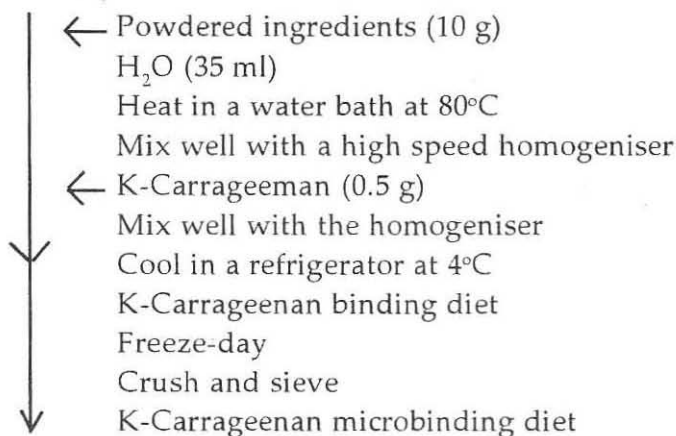 Powdered ingredients (10 g)
H₂O (35 ml)
Heat in a water bath at 80°C
Mix well with a high speed homogeniser
K-Carrageeman (0.5 g)
Mix well with the homogeniser
Cool in a refrigerator at 4°C
K-Carrageenan binding diet
Freeze-day
Crush and sieve
K-Carrageenan microbinding diet